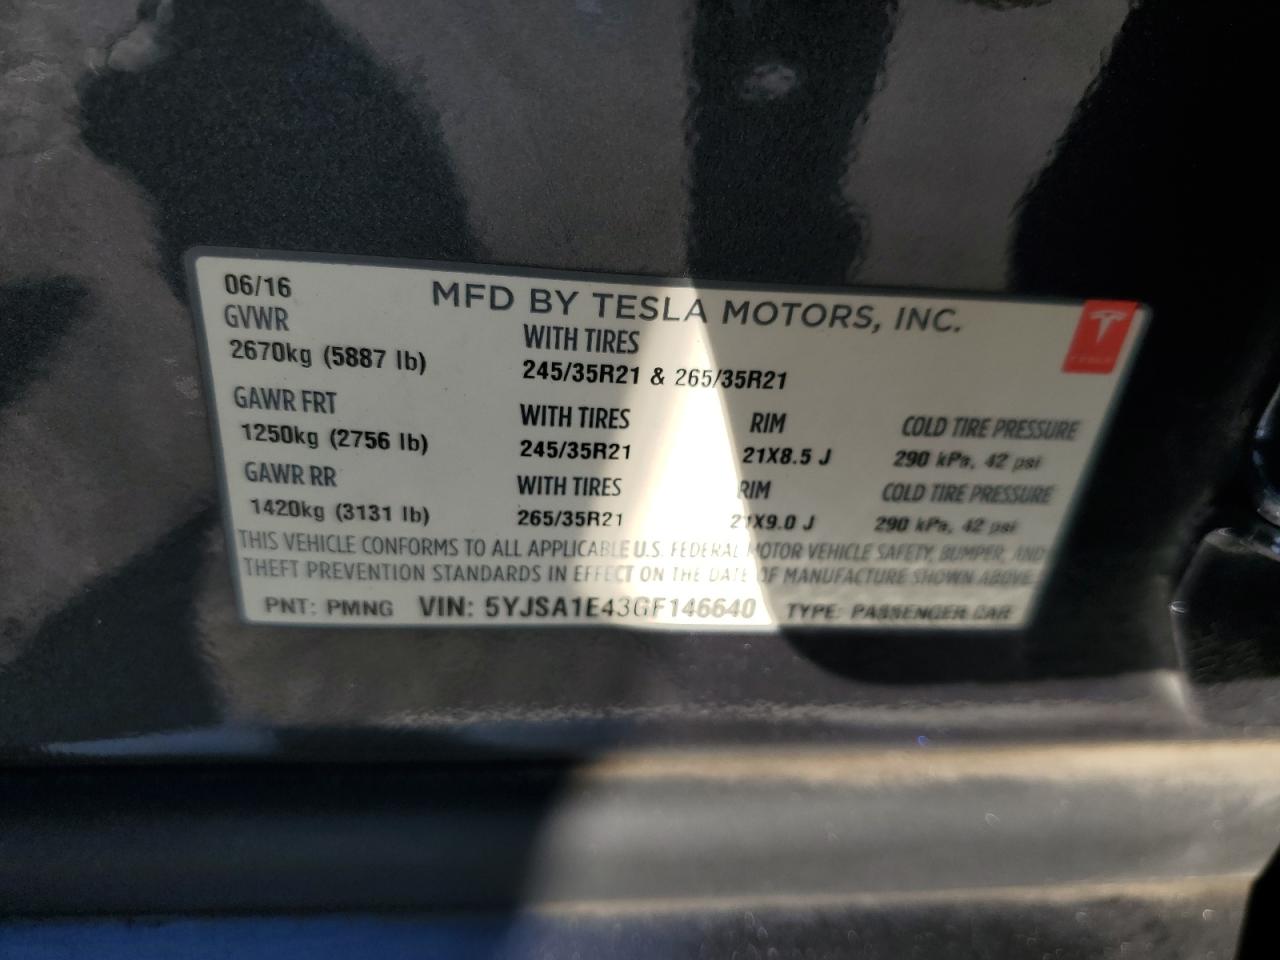 06/16 MFD BY TESLA MOTORS, INC.
GVWR WITH TIRES
2670kg (5887 lb) 245/35R21 & 265/35R21
GAWR FRT WITH TIRES RIM COLD TIRE PRESSURE
1250kg (2756 lb) 245/35R21 21X8.5 J 290 kPa, 42 psi
GAWR RR WITH TIRES RIM COLD TIRE PRESSURE
1420kg (3131 lb) 265/35R21 21X9.0 J 290 kPa, 42 psi
THIS VEHICLE CONFORMS TO ALL APPLICABLE U.S. FEDERAL MOTOR VEHICLE SAFETY, BUMPER, AND
THEFT PREVENTION STANDARDS IN EFFECT ON THE DATE OF MANUFACTURE SHOWN ABOVE.
PNT: PMNG VIN: 5YJSA1E43GF146640 TYPE: PASSENGER CAR
TESLA